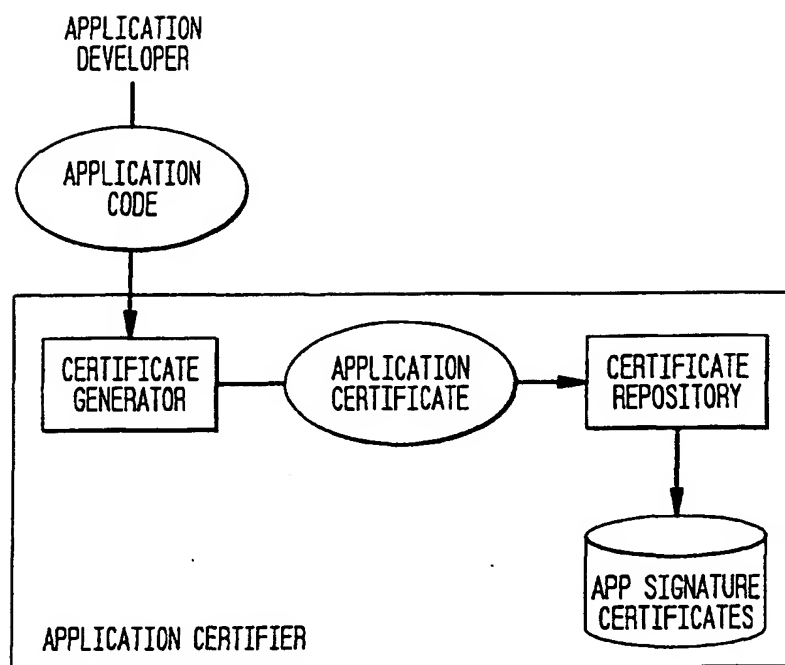 APPLICATION
DEVELOPER
APPLICATION
CODE
CERTIFICATE
GENERATOR
APPLICATION
CERTIFICATE
CERTIFICATE
REPOSITORY
APP SIGNATURE
CERTIFICATES
APPLICATION CERTIFIER